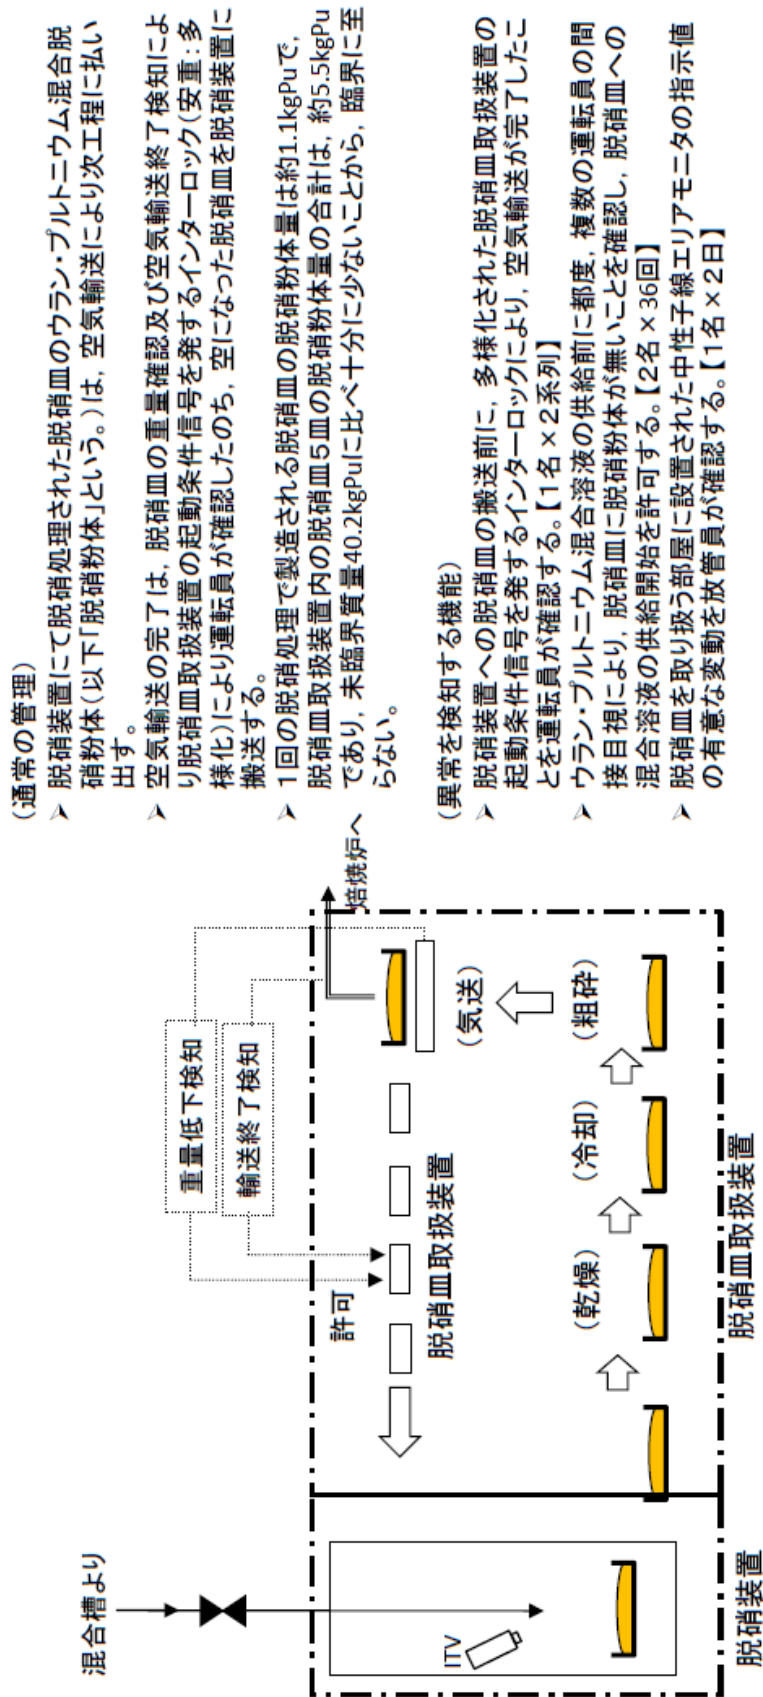 (通常の管理)
➢ 脱硝装置にて脱硝処理された脱硝皿のウラン・プルトニウム混合脱
硝粉体(以下「脱硝粉体」という。)は，空気輸送により次工程に払い
出す。
➢ 空気輸送の完了は，脱硝皿の重量確認及び空気輸送終了検知によ
り脱硝皿取扱装置の起動条件信号を発するインターロック(安重：多
様化)により運転員が確認したのち，空になった脱硝皿を脱硝装置に
搬送する。
➢ 1回の脱硝処理で製造される脱硝皿の脱硝粉体量は約1.1kgPuで，
脱硝皿取扱装置内の脱硝皿5皿の脱硝粉体量の合計は，約5.5kgPu
であり，未臨界質量40.2kgPuに比べ十分に少ないことから，臨界に至
らない。
(異常を検知する機能)
➢ 脱硝装置への脱硝皿の搬送前に，多様化された脱硝皿取扱装置の
起動条件信号を発するインターロックにより，空気輸送が完了したこ
とを運転員が確認する。【1名×2系列】
➢ ウラン・プルトニウム混合溶液の供給前に都度，複数の運転員の間
接目視により，脱硝皿に脱硝粉体が無いことを確認し，脱硝皿への
混合溶液の供給開始を許可する。【2名×36回】
➢ 脱硝皿を取り扱う部屋に設置された中性子線エリアモニタの指示値
の有意な変動を放管員が確認する。【1名×2日】
混合槽より
ITV
脱硝装置
重量低下検知
輸送終了検知
許可
焙焼炉へ
脱硝皿取扱装置
(気送)
(乾燥)
(冷却)
(粗砕)
脱硝皿取扱装置